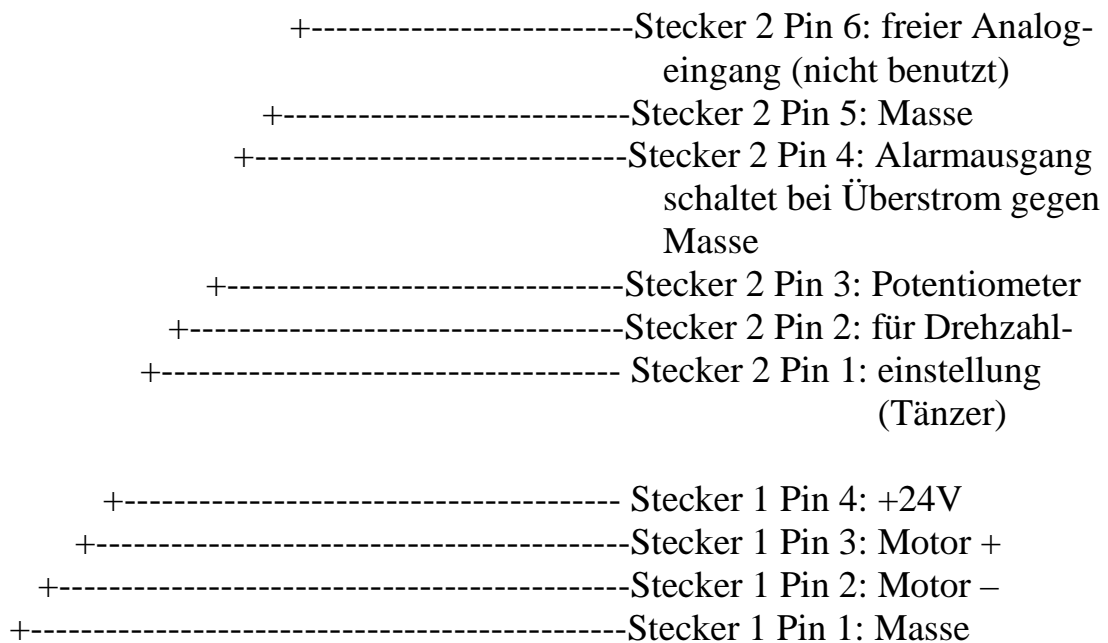 +--------------------------Stecker 2 Pin 6: freier Analog-
eingang (nicht benutzt)
+----------------------------Stecker 2 Pin 5: Masse
+------------------------------Stecker 2 Pin 4: Alarmausgang
schaltet bei Überstrom gegen
Masse
+--------------------------------Stecker 2 Pin 3: Potentiometer
+-----------------------------------Stecker 2 Pin 2: für Drehzahl-
+------------------------------------- Stecker 2 Pin 1: einstellung
(Tänzer)
+---------------------------------------- Stecker 1 Pin 4: +24V
+-------------------------------------------Stecker 1 Pin 3: Motor +
+----------------------------------------------Stecker 1 Pin 2: Motor –
+------------------------------------------------Stecker 1 Pin 1: Masse